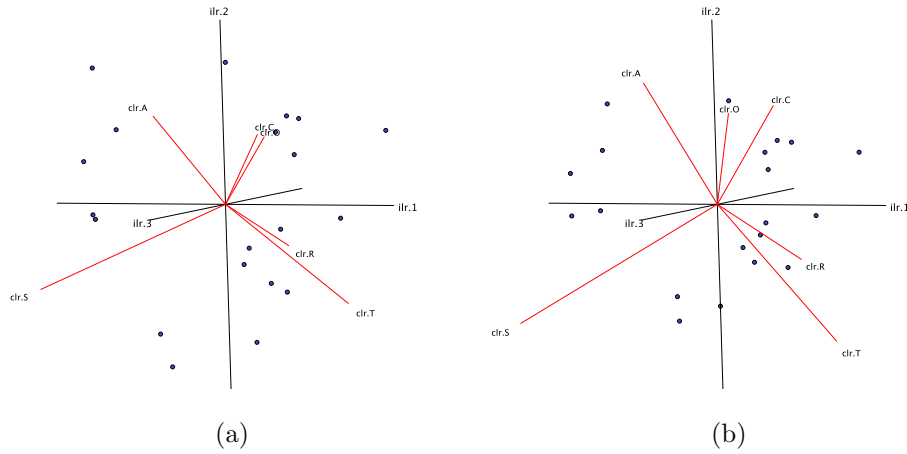 ilr.2
clr.A
clr.C
clr.O
ilr.1
ilr.3
clr.R
clr.S
clr.T
(a)
ilr.2
clr.A
clr.O
clr.C
ilr.1
ilr.3
clr.R
clr.S
clr.T
(b)